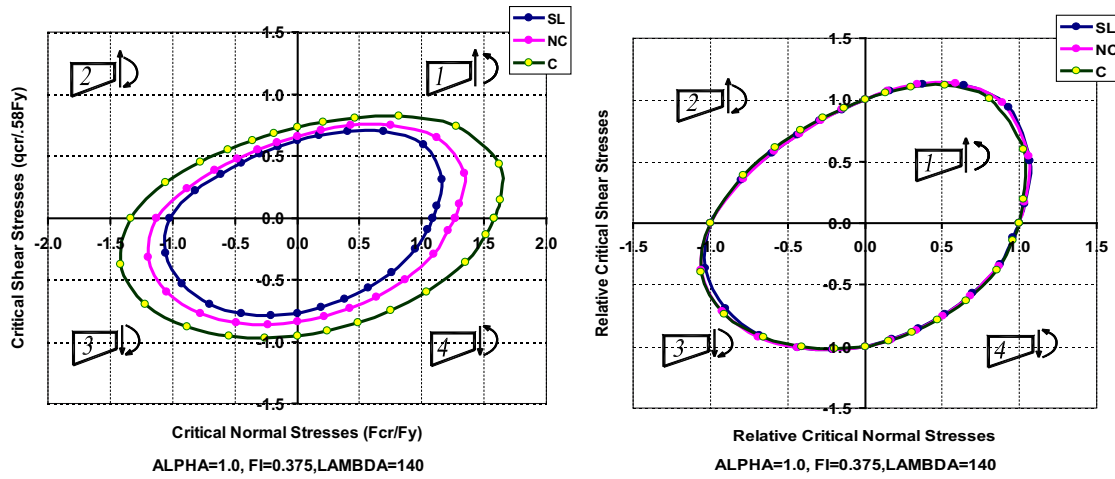 1.5
SL
NC
C
2
1
1.0
0.5
0.0
-2.0 -1.5 -1.0 -0.5 0.0 0.5 1.0 1.5 2.0
-0.5
3
4
-1.0
-1.5
Critical Shear Stresses (qcr/.58Fy)
Critical Normal Stresses (Fcr/Fy)
ALPHA=1.0, FI=0.375,LAMBDA=140
1.5
SL
NC
C
2
1.0
1
0.5
0.0
-1.5 -1.0 -0.5 0.0 0.5 1.0 1.5
-0.5
3
4
-1.0
-1.5
Relative Critical Shear Stresses
Relative Critical Normal Stresses
ALPHA=1.0, FI=0.375,LAMBDA=140